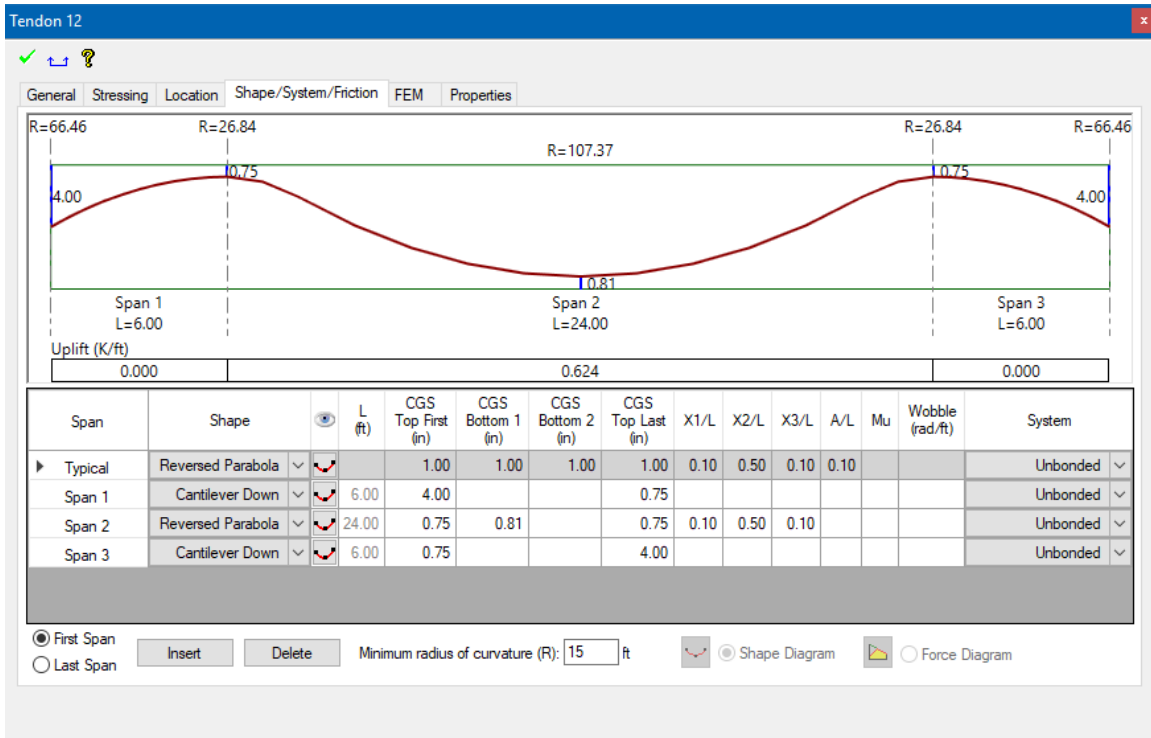 Tendon 12
x
?
General Stressing Location Shape/System/Friction FEM Properties
R=66.46 R=26.84 R=26.84 R=66.46
R=107.37
0.75 0.75
4.00 4.00
0.81
Span 1 Span 2 Span 3
L=6.00 L=24.00 L=6.00
Uplift (K/ft)
0.000 0.624 0.000
Span Shape L (ft) CGS Top First (in) CGS Bottom 1 (in) CGS Bottom 2 (in) CGS Top Last (in) X1/L X2/L X3/L A/L Mu Wobble (rad/ft) System
Typical Reversed Parabola 1.00 1.00 1.00 1.00 0.10 0.50 0.10 0.10 Unbonded
Span 1 Cantilever Down 6.00 4.00 0.75 Unbonded
Span 2 Reversed Parabola 24.00 0.75 0.81 0.75 0.10 0.50 0.10 Unbonded
Span 3 Cantilever Down 6.00 0.75 4.00 Unbonded
First Span
Last Span
Insert Delete Minimum radius of curvature (R): 15 ft Shape Diagram Force Diagram